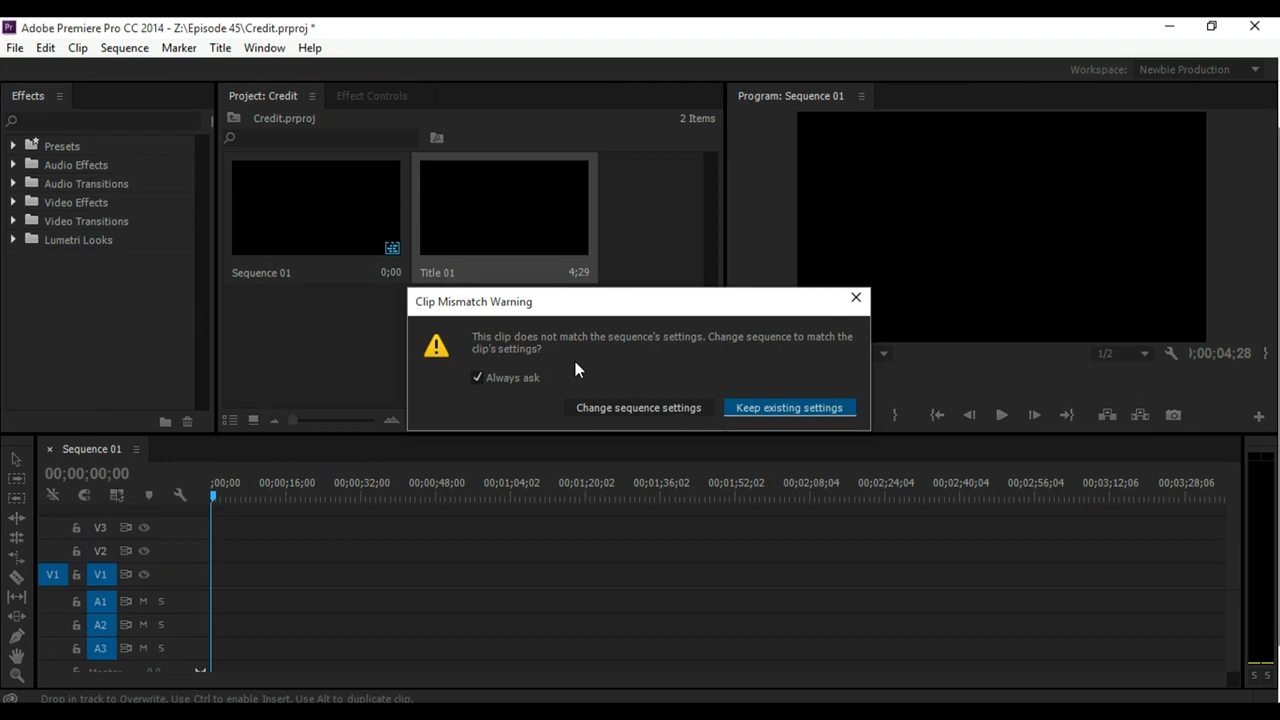 Pr Adobe Premiere Pro CC 2014 - Z:\Episode 45\Credit.prproj *
File Edit Clip Sequence Marker Title Window Help
Workspace: Newbie Production
Effects
Project: Credit
Effect Controls
Program: Sequence 01
Credit.prproj
2 Items
Presets
Audio Effects
Audio Transitions
Video Effects
Video Transitions
Lumetri Looks
Sequence 01 0;00
Title 01 4;29
Clip Mismatch Warning
This clip does not match the sequence's settings. Change sequence to match the
clip's settings?
Always ask
Change sequence settings
Keep existing settings
1/2
);00;04;28
Sequence 01
00;00;00;00
;00;00 00;00;16;00 00;00;32;00 00;00;48;00 00;01;04;02 00;01;20;02 00;01;36;02 00;01;52;02 00;02;08;04 00;02;24;04 00;02;40;04 00;02;56;04 00;03;12;06 00;03;28;06
V3
V2
V1 V1
A1 M S
A2 M S
A3 M S
Master 0.0
S S
Drop in track to Overwrite. Use Ctrl to enable Insert. Use Alt to duplicate clip.